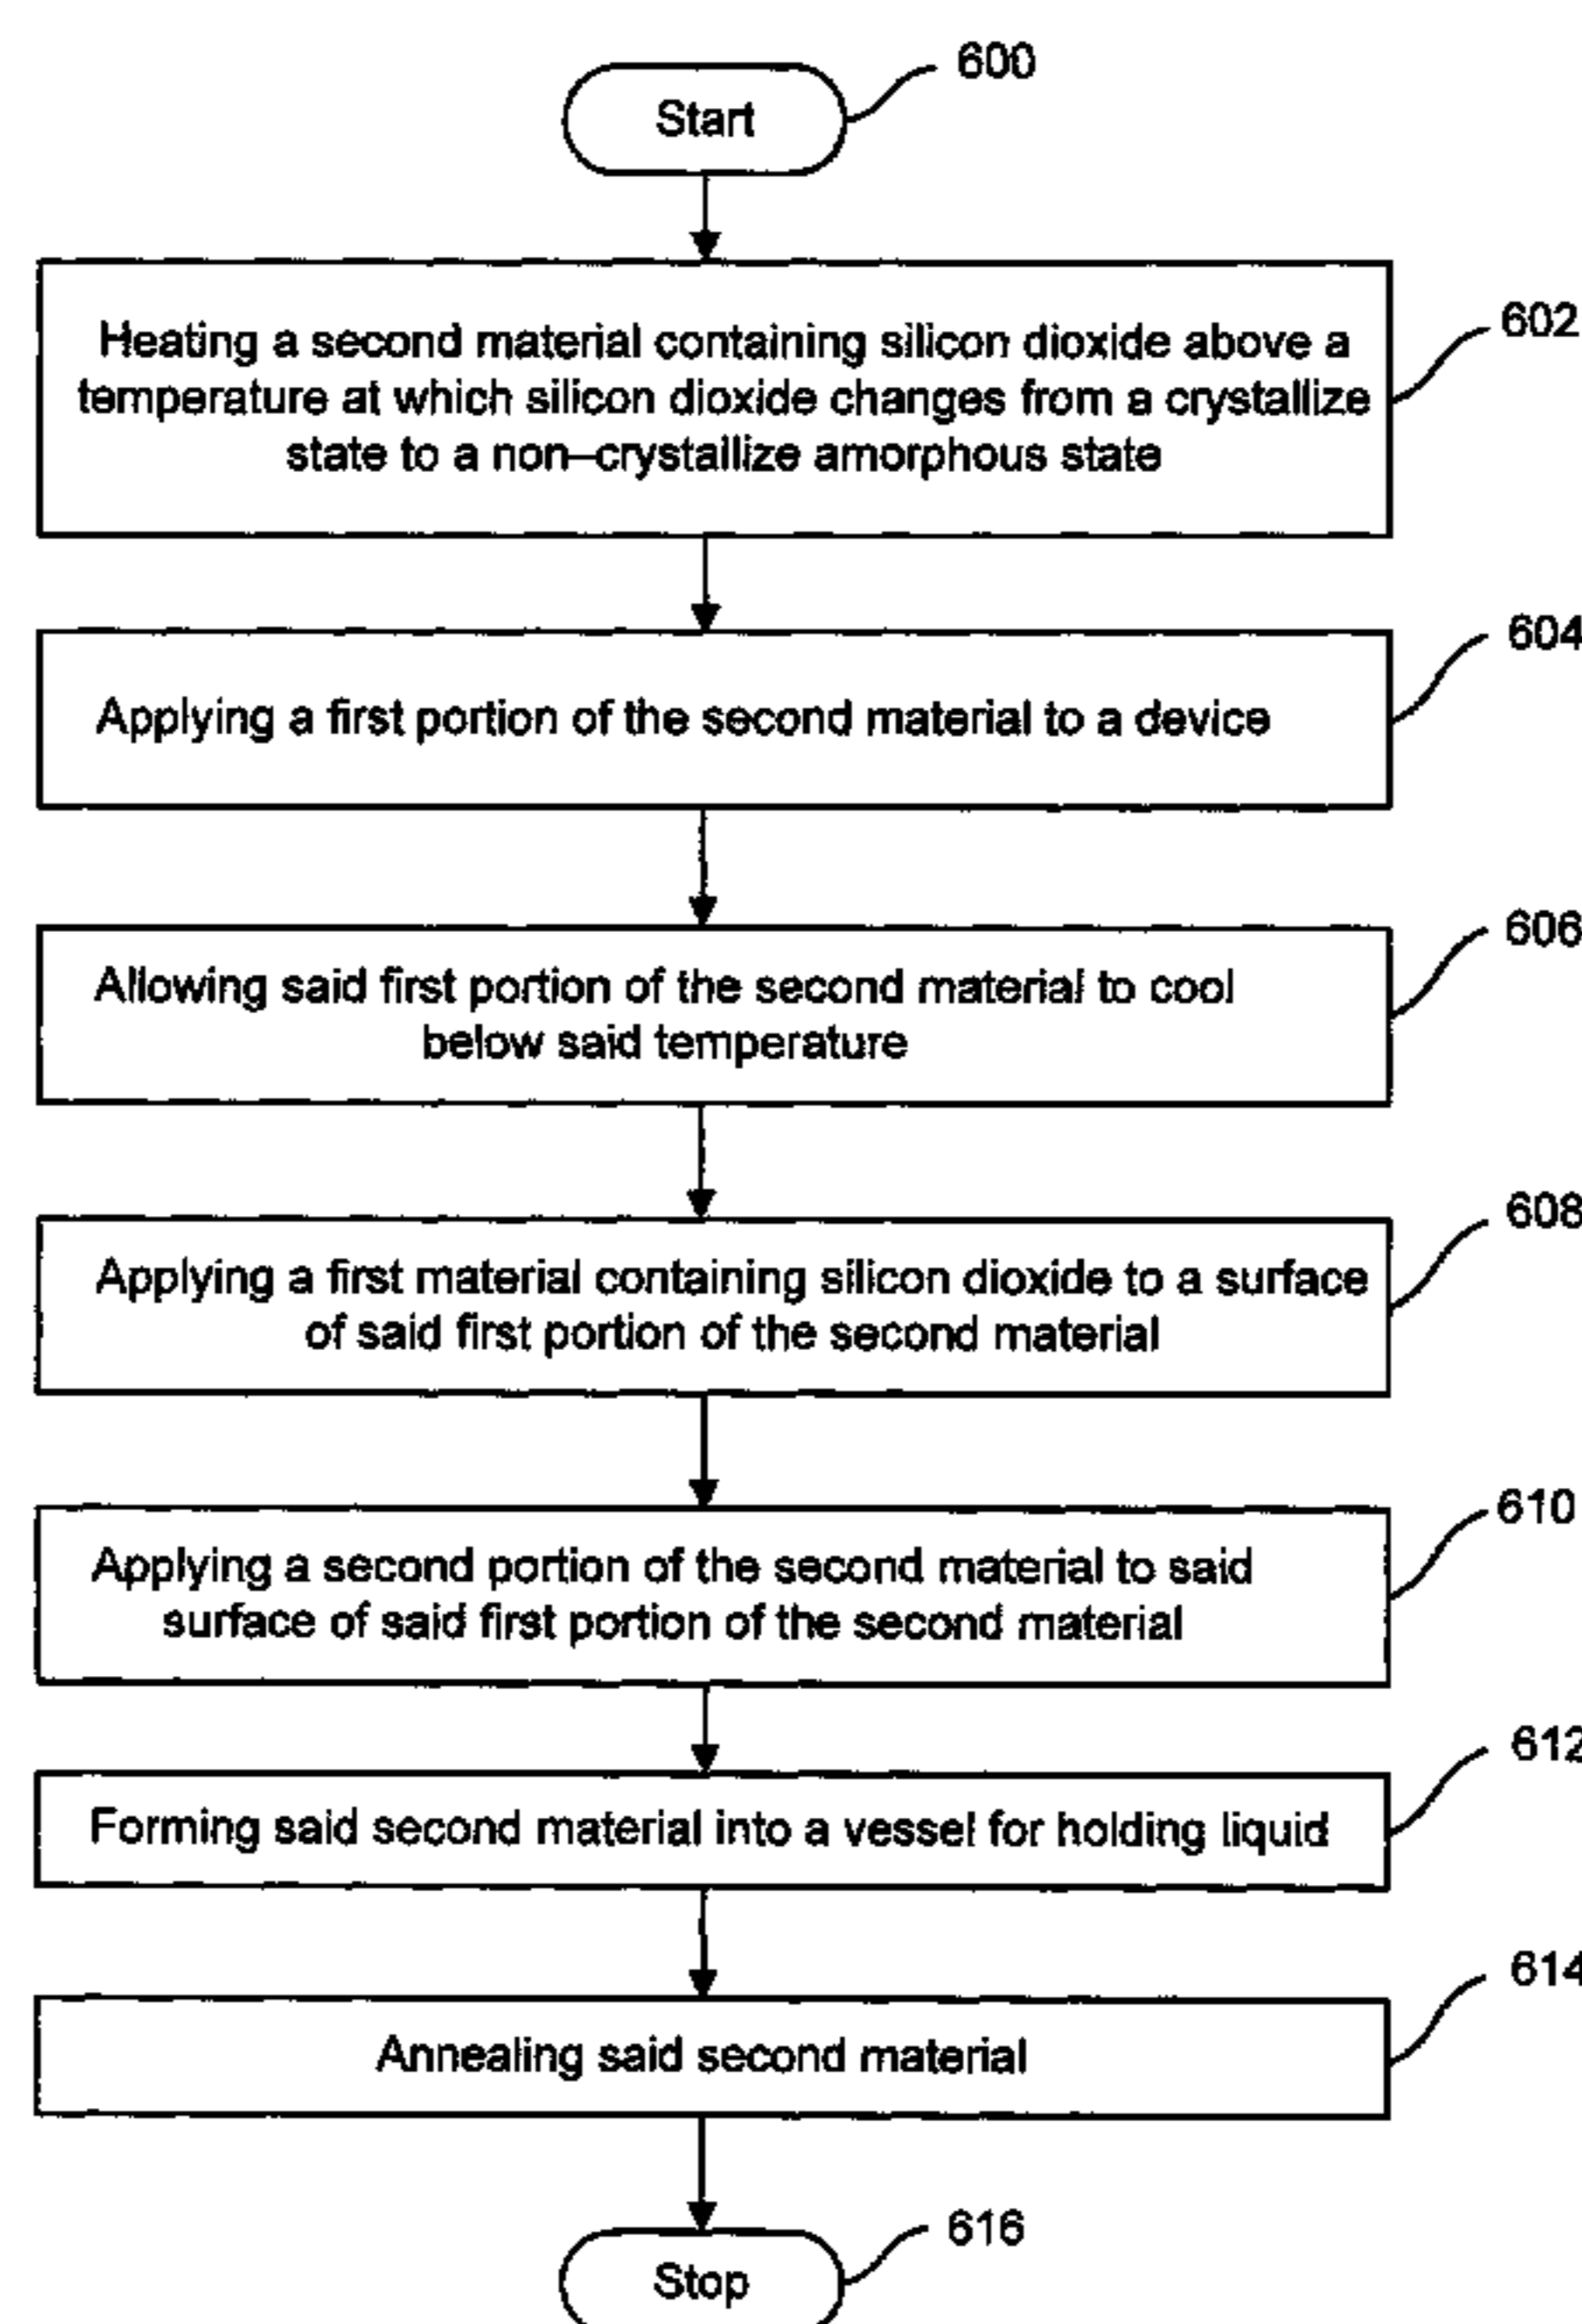 600
Start
602
Heating a second material containing silicon dioxide above a
temperature at which silicon dioxide changes from a crystallize
state to a non–crystallize amorphous state
604
Applying a first portion of the second material to a device
606
Allowing said first portion of the second material to cool
below said temperature
608
Applying a first material containing silicon dioxide to a surface
of said first portion of the second material
610
Applying a second portion of the second material to said
surface of said first portion of the second material
612
Forming said second material into a vessel for holding liquid
614
Annealing said second material
616
Stop